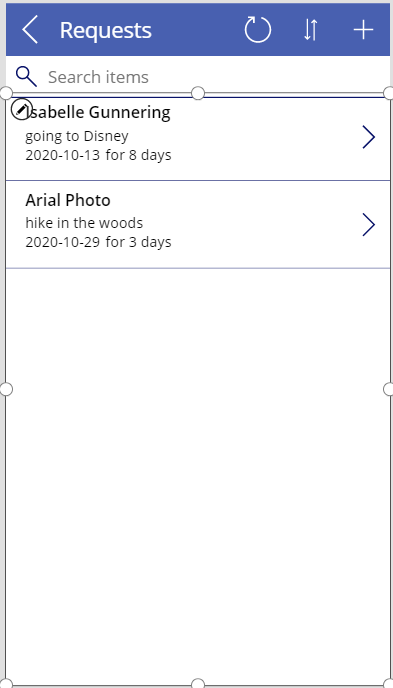 Requests
Search items
Isabelle Gunnering
going to Disney
2020-10-13 for 8 days
Arial Photo
hike in the woods
2020-10-29 for 3 days